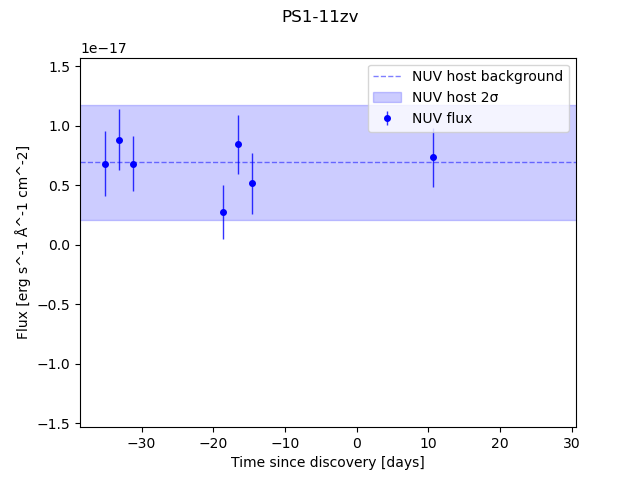 PS1-11zv
1e−17
NUV host background
NUV host 2σ
NUV flux
1.5
1.0
0.5
0.0
−0.5
−1.0
−1.5
Flux [erg s^-1 Å^-1 cm^-2]
−30
−20
−10
0
10
20
30
Time since discovery [days]